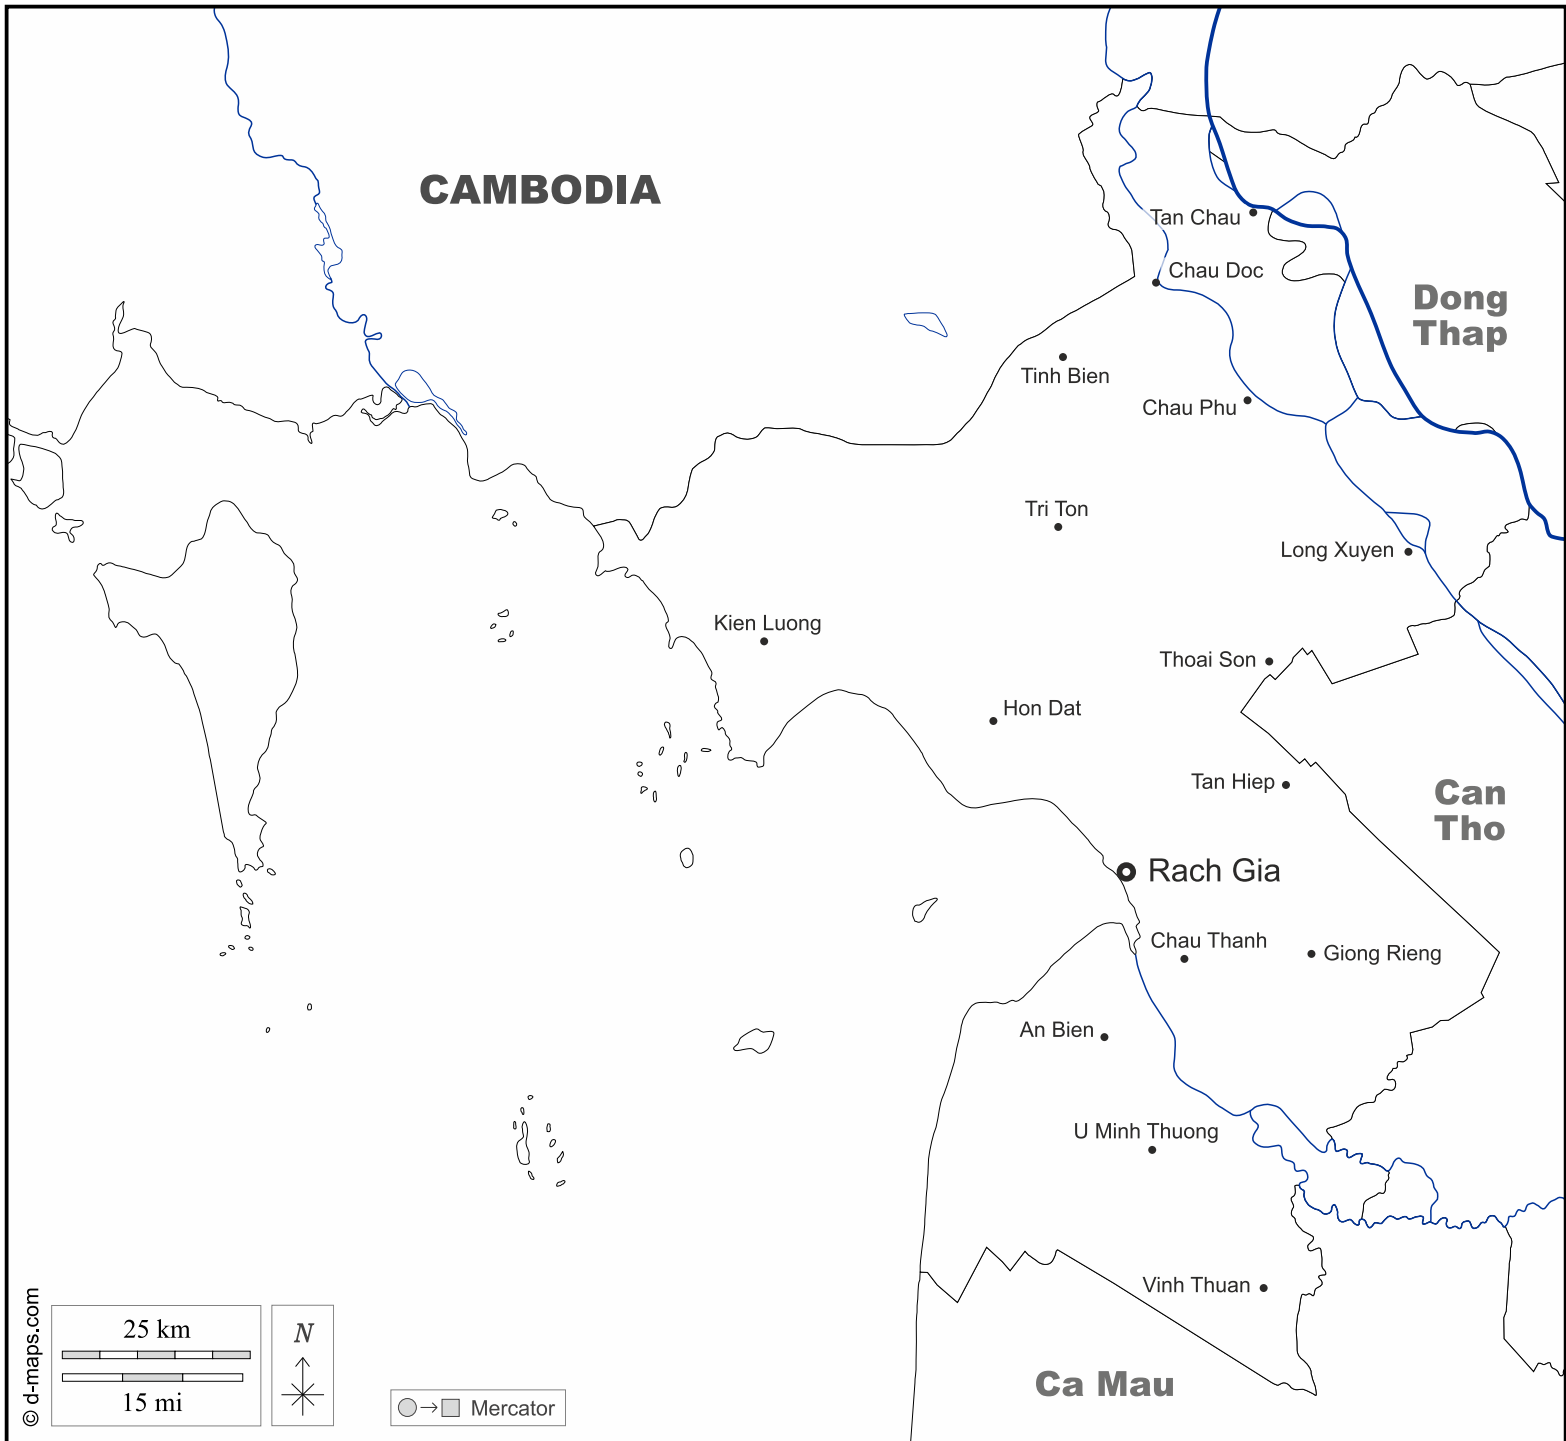 CAMBODIA
Tan Chau
Chau Doc
Dong
Thap
Tinh Bien
Chau Phu
Tri Ton
Long Xuyen
Kien Luong
Thoai Son
Hon Dat
Tan Hiep
Can
Tho
Rach Gia
Chau Thanh
Giong Rieng
An Bien
U Minh Thuong
Vinh Thuan
Ca Mau
© d-maps.com
25 km
15 mi
N
Mercator